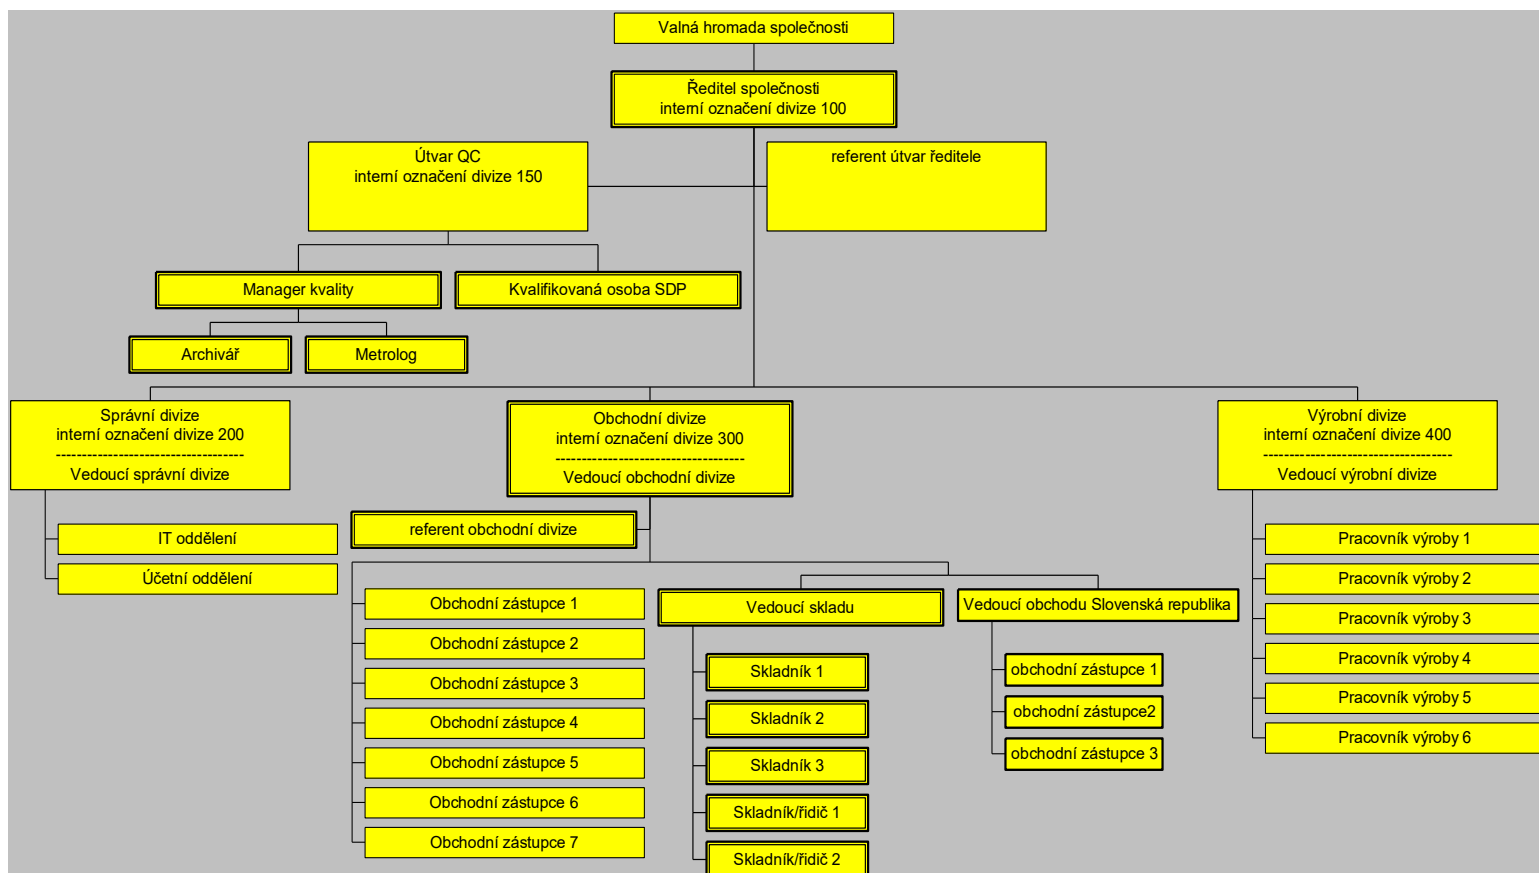 Valná hromada společnosti
Ředitel společnosti
interní označení divize 100
Útvar QC
interní označení divize 150
referent útvar ředitele
Manager kvality
Kvalifikovaná osoba SDP
Archivář
Metrolog
Správní divize
interní označení divize 200
------------------------------------
Vedoucí správní divize
IT oddělení
Účetní oddělení
Obchodní divize
interní označení divize 300
------------------------------------
Vedoucí obchodní divize
referent obchodní divize
Obchodní zástupce 1
Obchodní zástupce 2
Obchodní zástupce 3
Obchodní zástupce 4
Obchodní zástupce 5
Obchodní zástupce 6
Obchodní zástupce 7
Vedoucí skladu
Skladník 1
Skladník 2
Skladník 3
Skladník/řidič 1
Skladník/řidič 2
Vedoucí obchodu Slovenská republika
obchodní zástupce 1
obchodní zástupce2
obchodní zástupce 3
Výrobní divize
interní označení divize 400
------------------------------------
Vedoucí výrobní divize
Pracovník výroby 1
Pracovník výroby 2
Pracovník výroby 3
Pracovník výroby 4
Pracovník výroby 5
Pracovník výroby 6